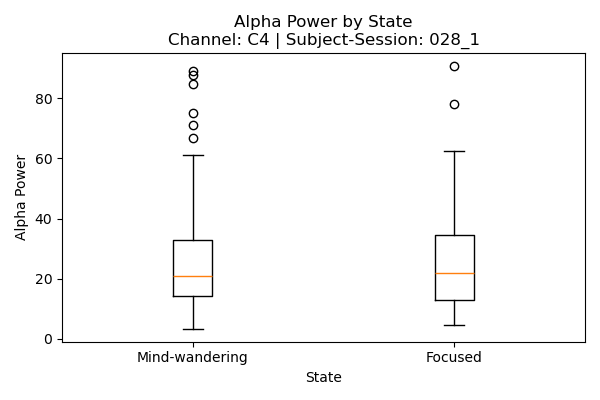 Alpha Power by State
Channel: C4 | Subject-Session: 028_1
Alpha Power
80
60
40
20
0
Mind-wandering
Focused
State